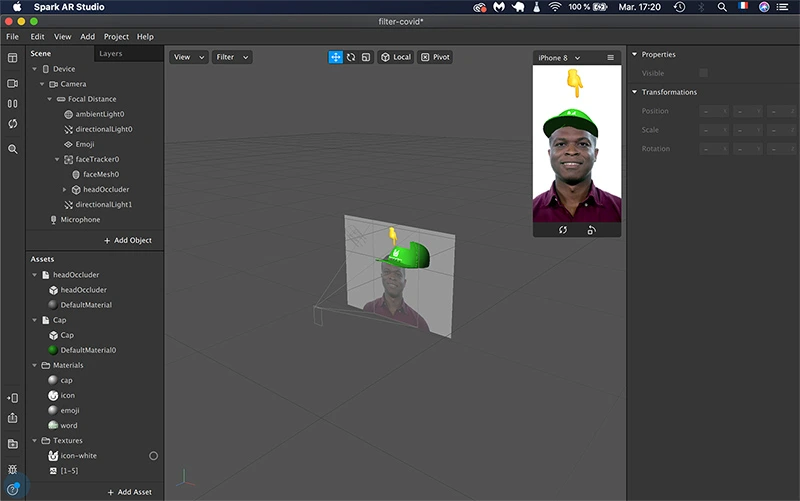 Spark AR Studio
100 %
Mar. 17:20
filter-covid*
File Edit View Add Project Help
Scene Layers
Device
Camera
Focal Distance
ambientLight0
directionalLight0
Emoji
faceTracker0
faceMesh0
headOccluder
directionalLight1
Microphone
+ Add Object
Assets
headOccluder
headOccluder
DefaultMaterial
Cap
Cap
DefaultMaterial0
Materials
cap
icon
emoji
word
Textures
icon-white
[1-5]
+ Add Asset
View Filter
Local Pivot
iPhone 8
Properties
Visible
Transformations
Position
Scale
Rotation